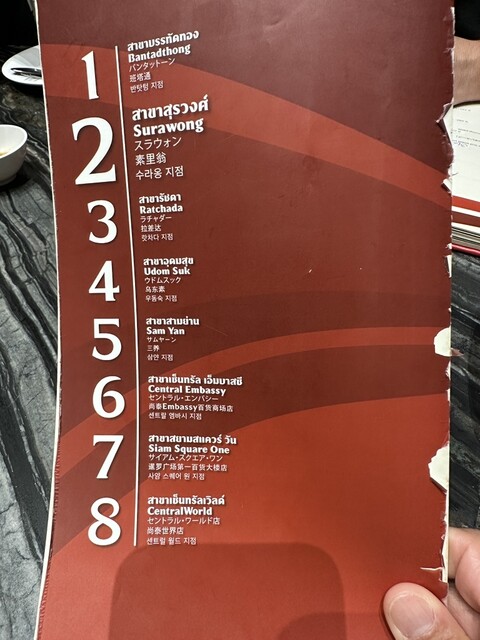 1
สาขาบรรทัดทอง
Bantadthong
バンタットーン
班塔通
반탓텅 지점
2
สาขาสุรวงศ์
Surawong
スラウォン
素里翁
수라웡 지점
3
สาขารัชดา
Ratchada
ラチャダー
拉差达
랏차다 지점
4
สาขาอุดมสุข
Udom Suk
ウドムスック
乌东素
우돔숙 지점
5
สาขาสามย่าน
Sam Yan
サムヤーン
三养
삼얀 지점
6
สาขาเซ็นทรัล เอ็มบาสซี
Central Embassy
セントラル・エンバシー
尚泰Embassy百货商场店
센트럴 엠바시 지점
7
สาขาสยามสแควร์ วัน
Siam Square One
サイアム・スクエア・ワン
暹罗广场第一百货大楼店
시암 스퀘어 원 지점
8
สาขาเซ็นทรัลเวิลด์
CentralWorld
セントラル・ワールド店
尚泰世界店
센트럴 월드 지점